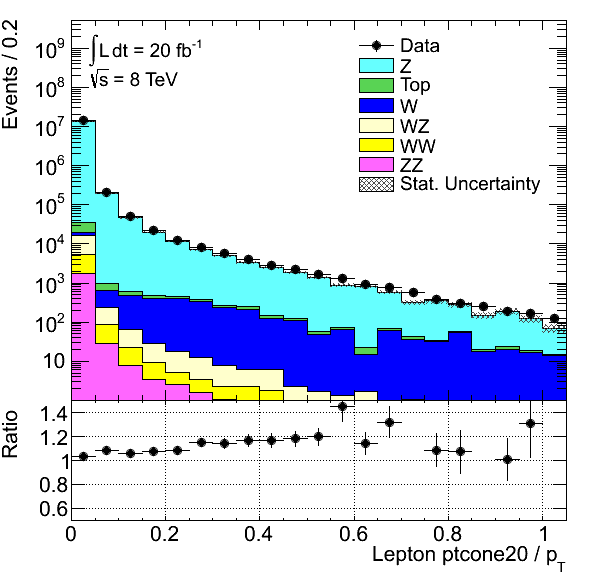 Events / 0.2
10⁹
10⁸
10⁷
10⁶
10⁵
10⁴
10³
10²
10
∫L dt = 20 fb⁻¹
√s = 8 TeV
Data
Z
Top
W
WZ
WW
ZZ
Stat. Uncertainty
Ratio
1.4
1.2
1
0.8
0.6
0 0.2 0.4 0.6 0.8 1
Lepton ptcone20 / p_T